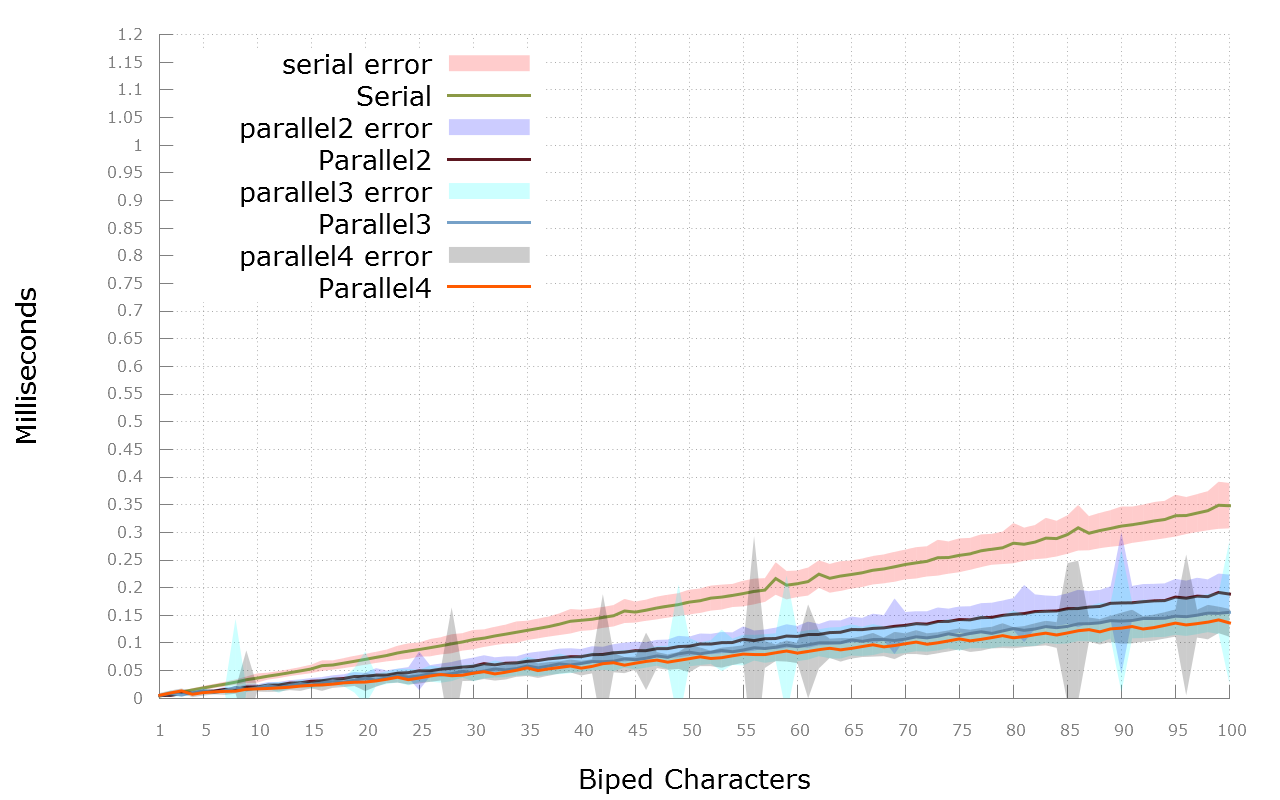 1.2
1.15
1.1
1.05
1
0.95
0.9
0.85
0.8
0.75
0.7
0.65
0.6
0.55
0.5
0.45
0.4
0.35
0.3
0.25
0.2
0.15
0.1
0.05
0
serial error
Serial
parallel2 error
Parallel2
parallel3 error
Parallel3
parallel4 error
Parallel4
Milliseconds
1 5 10 15 20 25 30 35 40 45 50 55 60 65 70 75 80 85 90 95 100
Biped Characters